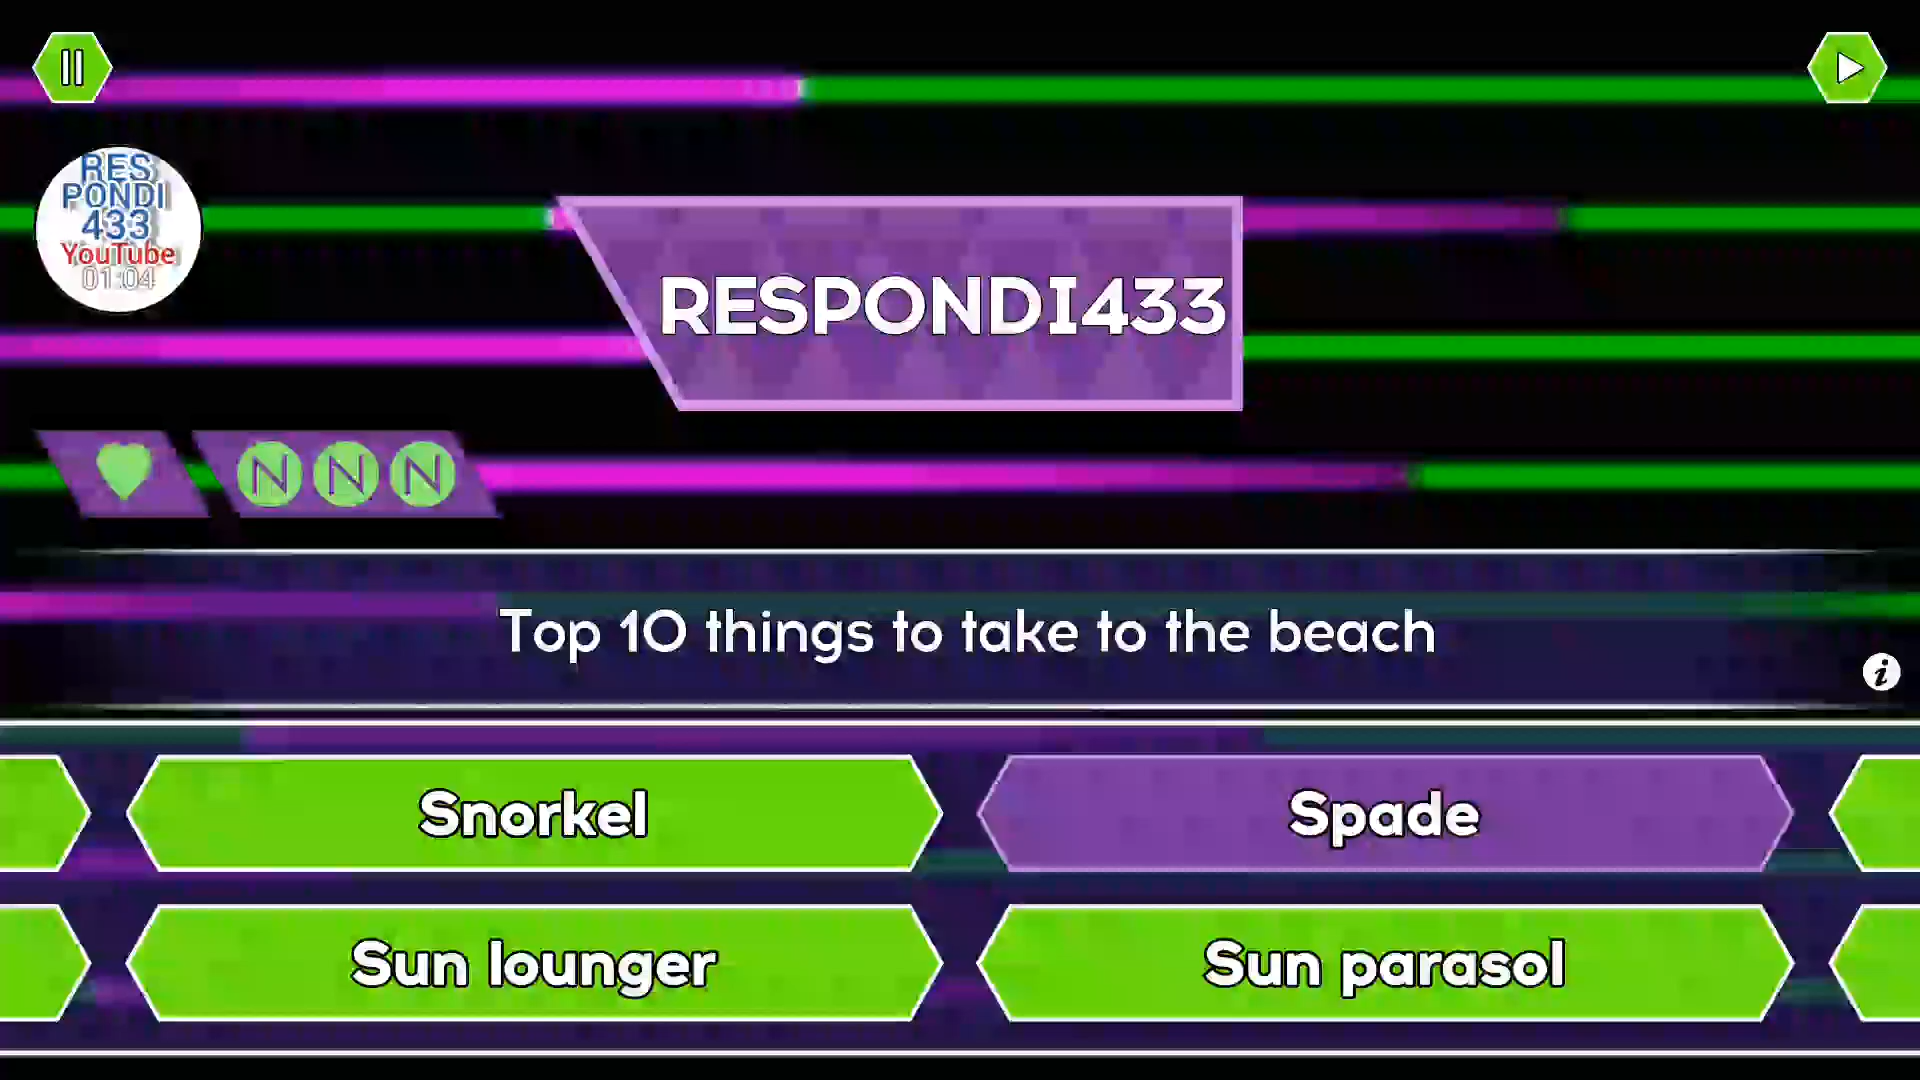 RES
PONDI
433
YouTube
01:04
RESPONDI433
N N N
Top 10 things to take to the beach
i
Snorkel
Spade
Sun lounger
Sun parasol